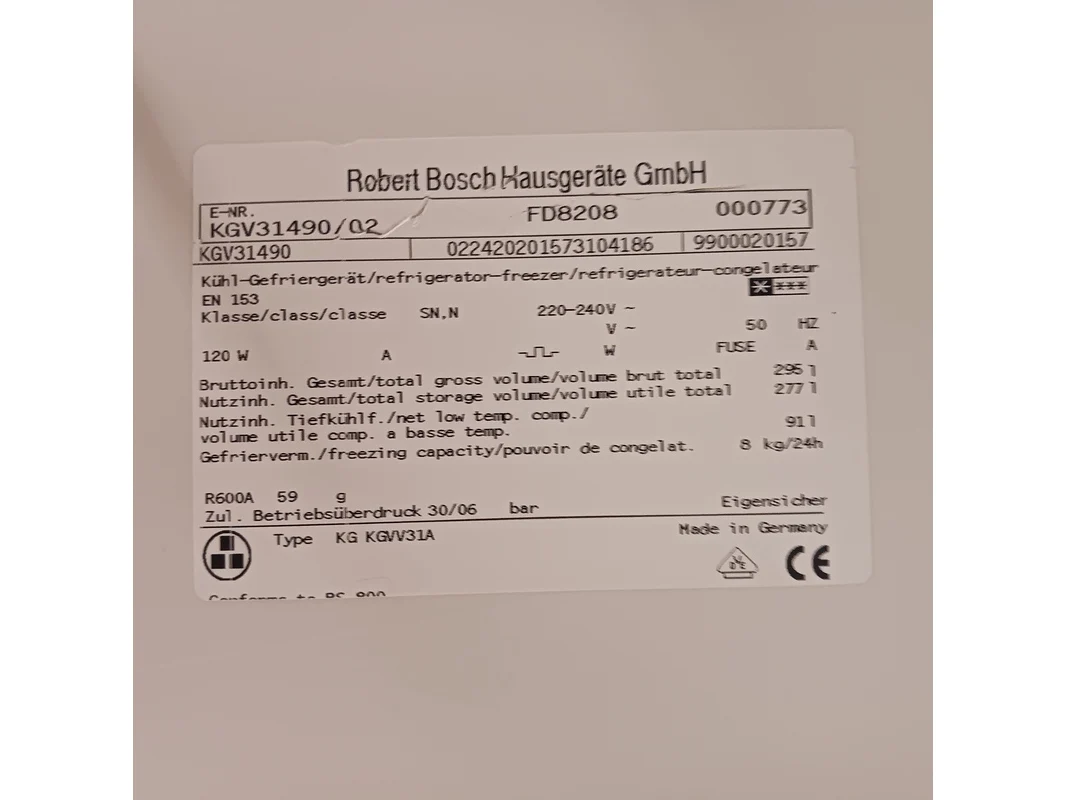 Robert Bosch Hausgeräte GmbH
E-NR. KGV31490/02 FD8208 000773
KGV31490 022420201573104186 9900020157
Kühl-Gefriergerät/refrigerator-freezer/refrigerateur-congelateur
EN 153
Klasse/class/classe SN,N 220-240V ~
V ~ 50 HZ
120 W A W FUSE A
Bruttoinh. Gesamt/total gross volume/volume brut total 295 l
Nutzinh. Gesamt/total storage volume/volume utile total 277 l
Nutzinh. Tiefkühlf./net low temp. comp./
volume utile comp. a basse temp. 91 l
Gefrierverm./freezing capacity/pouvoir de congelat. 8 kg/24h
R600A 59 g
Zul. Betriebsüberdruck 30/06 bar Eigensicher
Type KG KGVV31A Made in Germany
CE